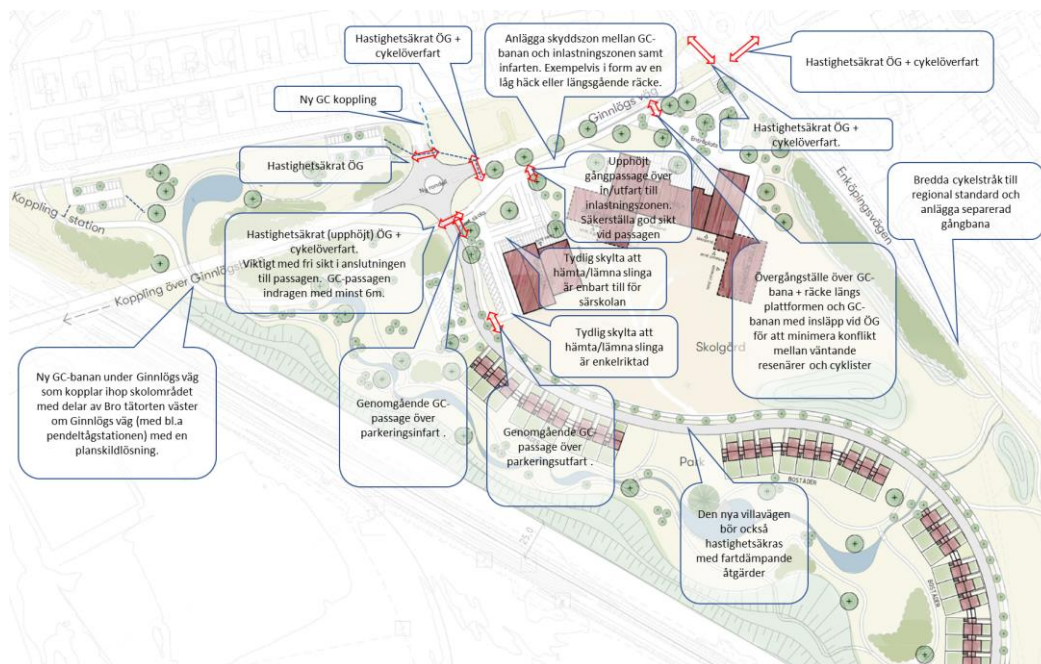 Hastighetsäkrat ÖG +
cykelöverfart
Anlägga skyddszon mellan GC-
banan och inlastningszonen samt
infarten. Exempelvis i form av en
låg häck eller längsgående räcke.
Hastighetsäkrat ÖG + cykelöverfart
Ny GC koppling
Ginnlögs väg
Hastighetsäkrat ÖG +
cykelöverfart.
Hastighetsäkrat ÖG
Ny rondell
Entréplats
Enköpingsvägen
Bredda cykelstråk till
regional standard och
anlägga separerad
gångbana
Upphöjt
gångpassage över
in/utfart till
inlastningszonen.
Säkerställa god sikt
vid passagen
Koppling t station
Koppling över Ginnlögs
Hastighetsäkrat (upphöjt) ÖG +
cykelöverfart.
Viktigt med fri sikt i anslutningen
till passagen. GC-passagen
indragen med minst 6m.
Tydlig skylta att
hämta/lämna slinga
är enbart till för
särskolan
Övergångställe över GC-
bana + räcke längs
plattformen och GC-
banan med insläpp vid ÖG
för att minimera konflikt
mellan väntande
resenärer och cyklister
Tydlig skylta att
hämta/lämna slinga
är enkelriktad
Skolgård
Ny GC-banan under Ginnlögs väg
som kopplar ihop skolområdet
med delar av Bro tätorten väster
om Ginnlögs väg (med bl.a
pendeltågstationen) med en
planskildlösning.
Genomgående GC-
passage över
parkeringsinfart .
Genomgående GC-
passage över
parkeringsutfart .
Park
BOSTÄDER
Den nya villavägen
bör också
hastighetsäkras
med fartdämpande
åtgärder
BOSTÄDER